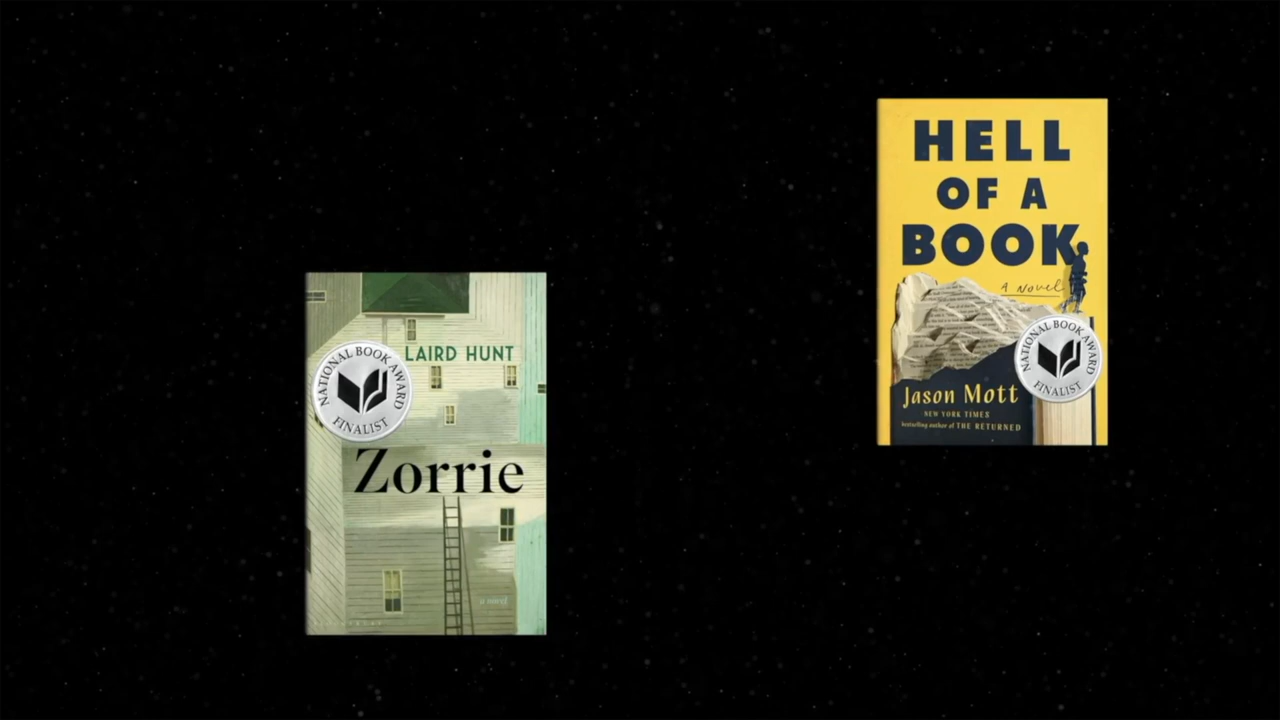 LAIRD HUNT
NATIONAL BOOK AWARD
FINALIST
Zorrie
a novel
HELL
OF A
BOOK
A Novel
NATIONAL BOOK AWARD
FINALIST
Jason Mott
NEW YORK TIMES
bestselling author of THE RETURNED